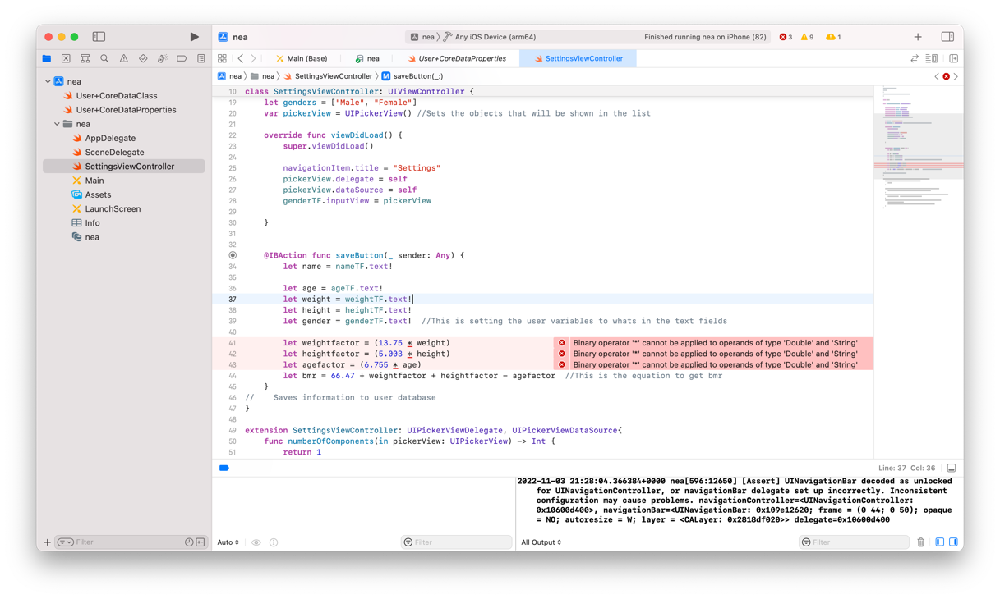 nea
nea › Any iOS Device (arm64)
Finished running nea on iPhone (82)
3
9
1
Main (Base)
nea
User+CoreDataProperties
SettingsViewController
nea › nea › SettingsViewController › M saveButton(_:)
nea
User+CoreDataClass
User+CoreDataProperties
nea
AppDelegate
SceneDelegate
SettingsViewController
Main
Assets
LaunchScreen
Info
nea
Filter
10 class SettingsViewController: UIViewController {
19 let genders = ["Male", "Female"]
20 var pickerView = UIPickerView() //Sets the objects that will be shown in the list
21
22 override func viewDidLoad() {
23 super.viewDidLoad()
24
25 navigationItem.title = "Settings"
26 pickerView.delegate = self
27 pickerView.dataSource = self
28 genderTF.inputView = pickerView
29
30 }
31
32
@IBAction func saveButton(_ sender: Any) {
34 let name = nameTF.text!
35
36 let age = ageTF.text!
37 let weight = weightTF.text!
38 let height = heightTF.text!
39 let gender = genderTF.text! //This is setting the user variables to whats in the text fields
40
41 let weightfactor = (13.75 * weight) Binary operator '*' cannot be applied to operands of type 'Double' and 'String'
42 let heightfactor = (5.003 * height) Binary operator '*' cannot be applied to operands of type 'Double' and 'String'
43 let agefactor = (6.755 * age) Binary operator '*' cannot be applied to operands of type 'Double' and 'String'
44 let bmr = 66.47 + weightfactor + heightfactor - agefactor //This is the equation to get bmr
45 }
46 // Saves information to user database
47 }
48
49 extension SettingsViewController: UIPickerViewDelegate, UIPickerViewDataSource{
50 func numberOfComponents(in pickerView: UIPickerView) -> Int {
51 return 1
Line: 37 Col: 36
2022-11-03 21:28:04.366384+0000 nea[596:12650] [Assert] UINavigationBar decoded as unlocked
for UINavigationController, or navigationBar delegate set up incorrectly. Inconsistent
configuration may cause problems. navigationController=<UINavigationController:
0x10600d400>, navigationBar=<UINavigationBar: 0x109e12620; frame = (0 44; 0 50); opaque
= NO; autoresize = W; layer = <CALayer: 0x2818df020>> delegate=0x10600d400
Auto
Filter
All Output
Filter